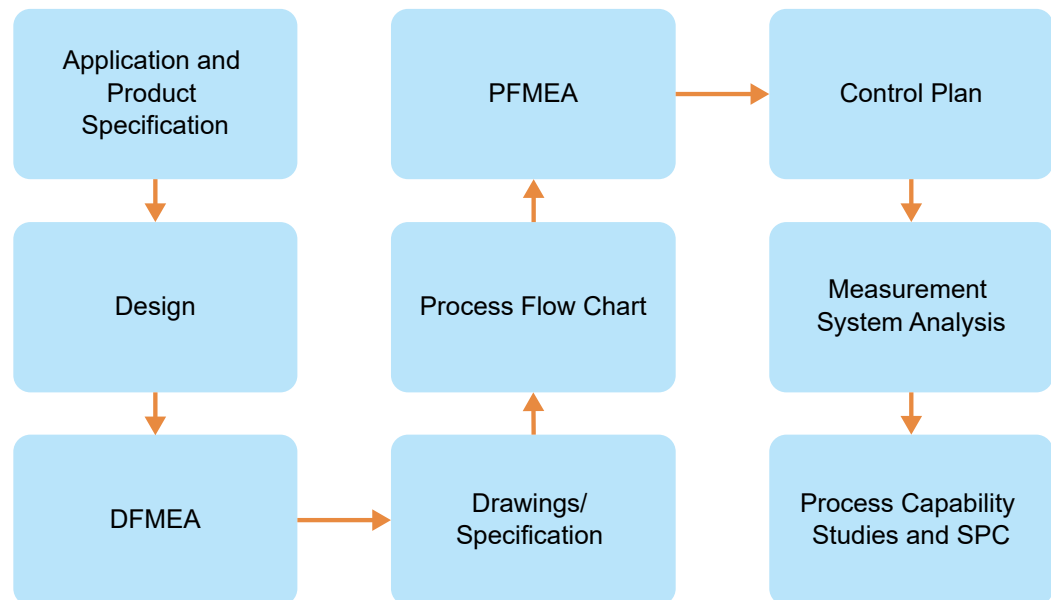 Application and
Product
Specification
Design
DFMEA
Drawings/
Specification
Process Flow Chart
PFMEA
Control Plan
Measurement
System Analysis
Process Capability
Studies and SPC